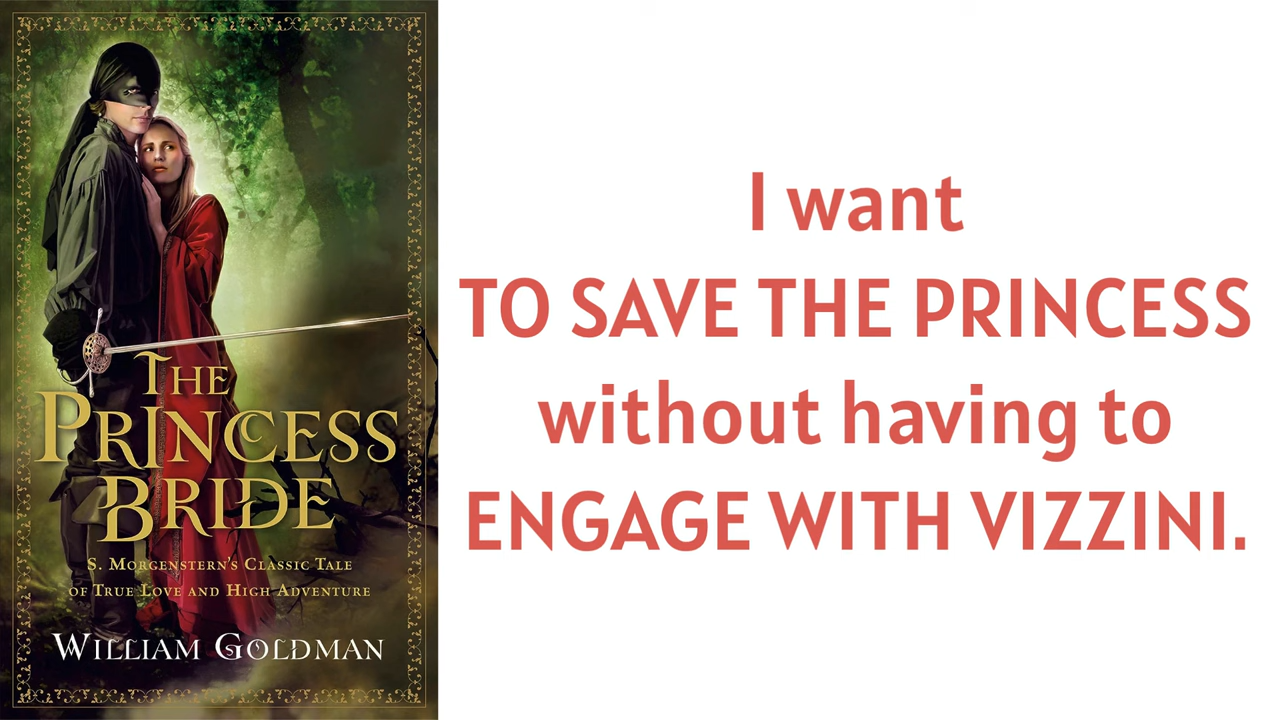 THE
PRINCESS
BRIDE
S. MORGENSTERN'S CLASSIC TALE
OF TRUE LOVE AND HIGH ADVENTURE
WILLIAM GOLDMAN
I want
TO SAVE THE PRINCESS
without having to
ENGAGE WITH VIZZINI.